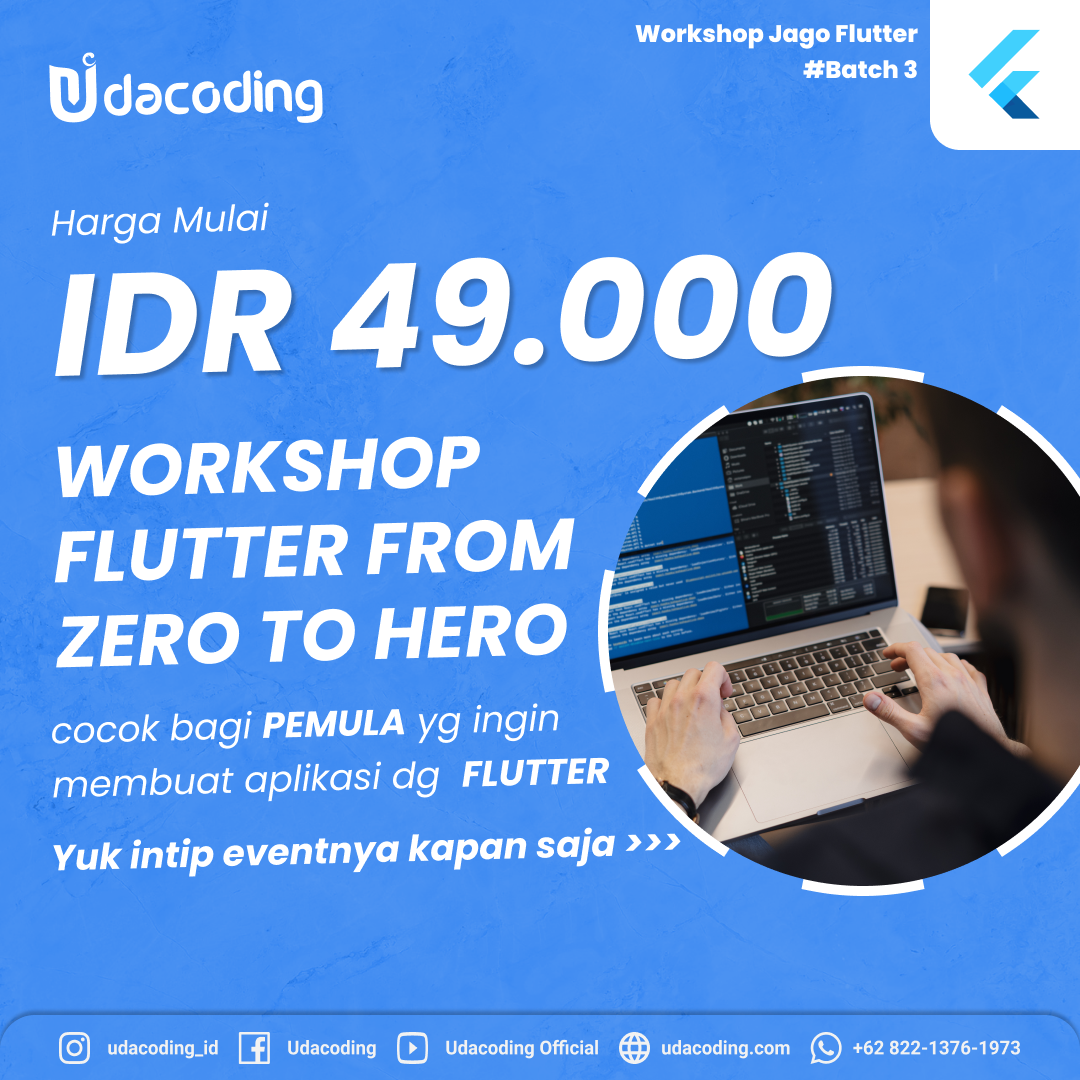 Workshop Jago Flutter
#Batch 3
Udacoding
Harga Mulai
IDR 49.000
WORKSHOP
FLUTTER FROM
ZERO TO HERO
cocok bagi PEMULA yg ingin
membuat aplikasi dg FLUTTER
Yuk intip eventnya kapan saja >>>
udacoding_id
Udacoding
Udacoding Official
udacoding.com
+62 822-1376-1973